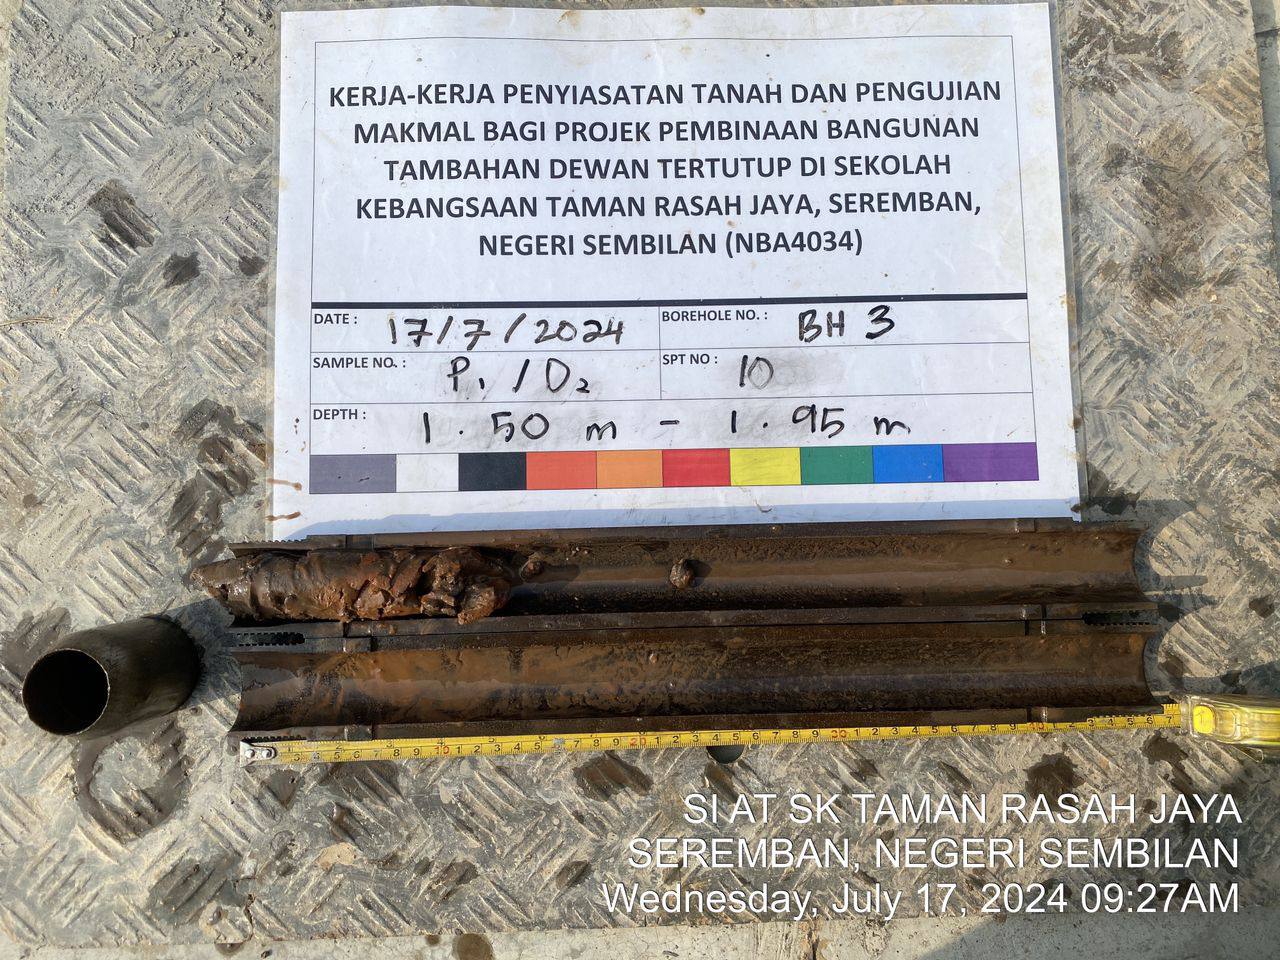 KERJA-KERJA PENYIASATAN TANAH DAN PENGUJIAN
MAKMAL BAGI PROJEK PEMBINAAN BANGUNAN
TAMBAHAN DEWAN TERTUTUP DI SEKOLAH
KEBANGSAAN TAMAN RASAH JAYA, SEREMBAN,
NEGERI SEMBILAN (NBA4034)
DATE : 17/7/2024 BOREHOLE NO. : BH 3
SAMPLE NO. : P1 / D2 SPT NO : 10
DEPTH : 1.50 m - 1.95 m
SI AT SK TAMAN RASAH JAYA
SEREMBAN, NEGERI SEMBILAN
Wednesday, July 17, 2024 09:27AM